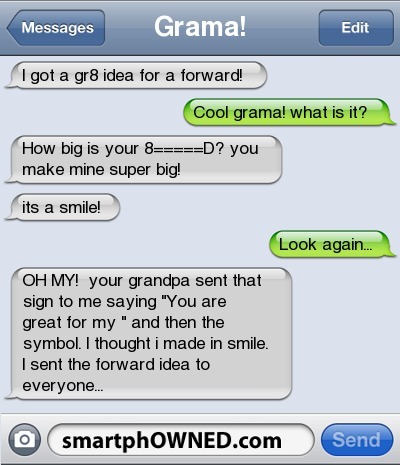 Messages
Grama!
Edit
I got a gr8 idea for a forward!
Cool grama! what is it?
How big is your 8=====D? you
make mine super big!
its a smile!
Look again...
OH MY!  your grandpa sent that
sign to me saying "You are
great for my " and then the
symbol. I thought i made in smile.
I sent the forward idea to
everyone...
smartphOWNED.com
Send